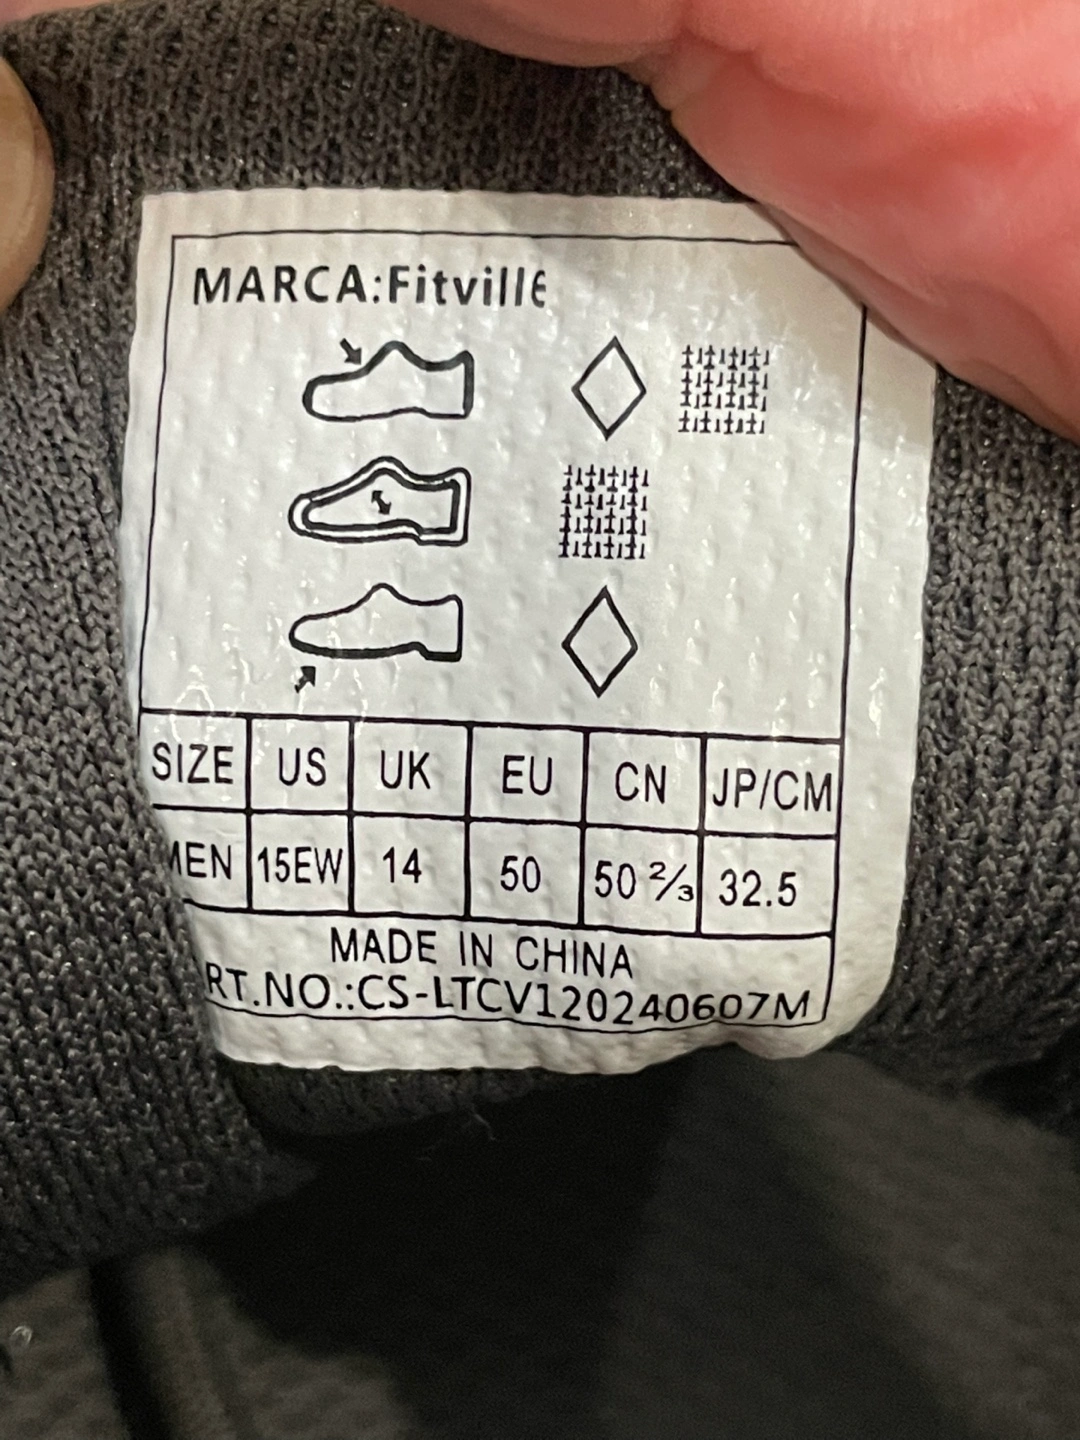 MARCA:Fitville
SIZE US UK EU CN JP/CM
MEN 15EW 14 50 50 ⅔ 32.5
MADE IN CHINA
RT.NO.:CS-LTCV120240607M